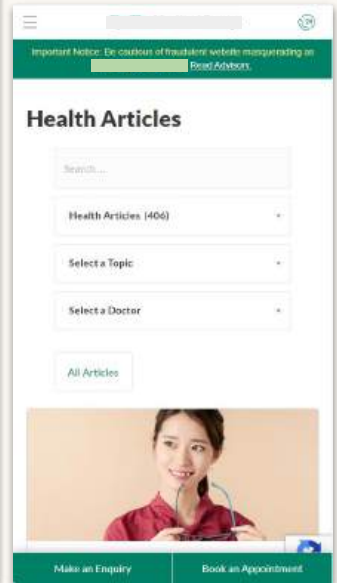 Important Notice: Be cautious of fraudulent website masquerading as
Read Advisory.
Health Articles
Search...
Health Articles (406)
Select a Topic
Select a Doctor
All Articles
Make an Enquiry
Book an Appointment